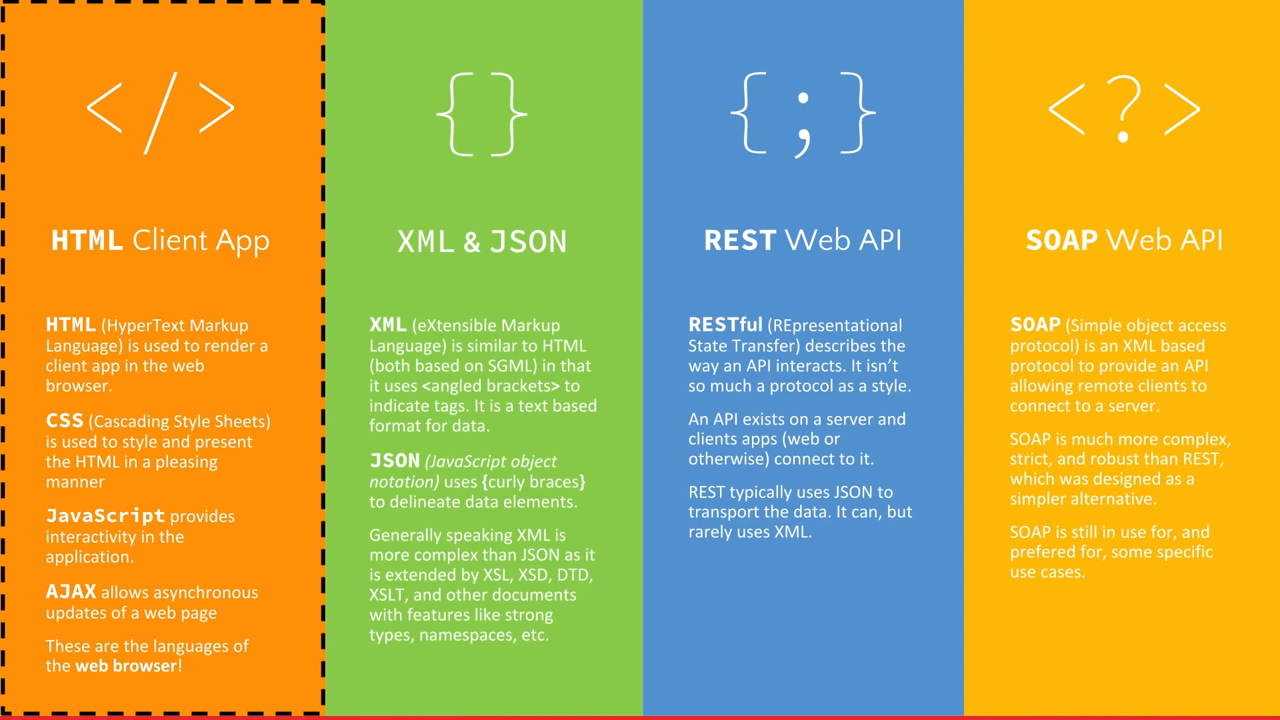 </>
HTML Client App
HTML (HyperText Markup
Language) is used to render a
client app in the web
browser.
CSS (Cascading Style Sheets)
is used to style and present
the HTML in a pleasing
manner
JavaScript provides
interactivity in the
application.
AJAX allows asynchronous
updates of a web page
These are the languages of
the web browser!
{}
XML & JSON
XML (eXtensible Markup
Language) is similar to HTML
(both based on SGML) in that
it uses <angled brackets> to
indicate tags. It is a text based
format for data.
JSON (JavaScript object
notation) uses {curly braces}
to delineate data elements.
Generally speaking XML is
more complex than JSON as it
is extended by XSL, XSD, DTD,
XSLT, and other documents
with features like strong
types, namespaces, etc.
{;}
REST Web API
RESTful (REpresentational
State Transfer) describes the
way an API interacts. It isn't
so much a protocol as a style.
An API exists on a server and
clients apps (web or
otherwise) connect to it.
REST typically uses JSON to
transport the data. It can, but
rarely uses XML.
<?>
SOAP Web API
SOAP (Simple object access
protocol) is an XML based
protocol to provide an API
allowing remote clients to
connect to a server.
SOAP is much more complex,
strict, and robust than REST,
which was designed as a
simpler alternative.
SOAP is still in use for, and
prefered for, some specific
use cases.